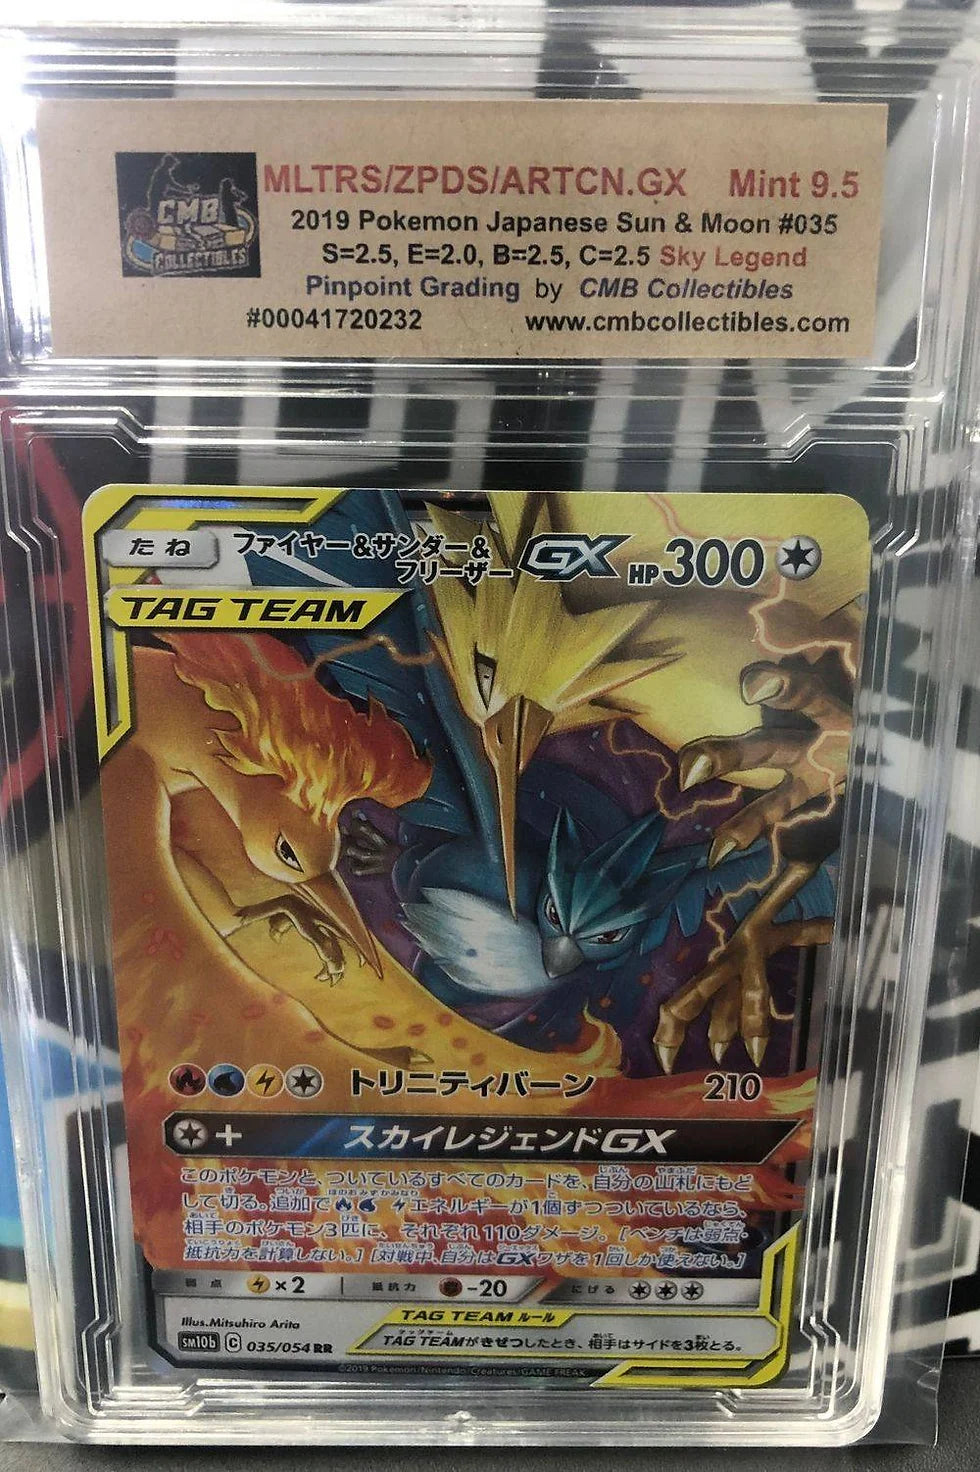 CMB
COLLECTIBLES
MLTRS/ZPDS/ARTCN.GX Mint 9.5
2019 Pokemon Japanese Sun & Moon #035
S=2.5, E=2.0, B=2.5, C=2.5 Sky Legend
Pinpoint Grading by CMB Collectibles
#00041720232 www.cmbcollectibles.com
たね ファイヤー&サンダー&
フリーザー GX HP 300
TAG TEAM
トリニティバーン 210
+ スカイレジェンドGX
このポケモンと、ついているすべてのカードを、自分の山札にもど
して切る。追加で エネルギーが1個ずつついているなら、
相手のポケモン3匹に、それぞれ110ダメージ。[ベンチは弱点・
抵抗力を計算しない。] [対戦中、自分はGXワザを1回しか使えない。]
弱点 ×2 抵抗力 -20 にげる
Illus.Mitsuhiro Arita
TAG TEAM ルール
sm10b C 035/054 RR
TAG TEAMがきぜつしたとき、相手はサイドを3枚とる。
©2019 Pokémon/Nintendo/Creatures/GAME FREAK